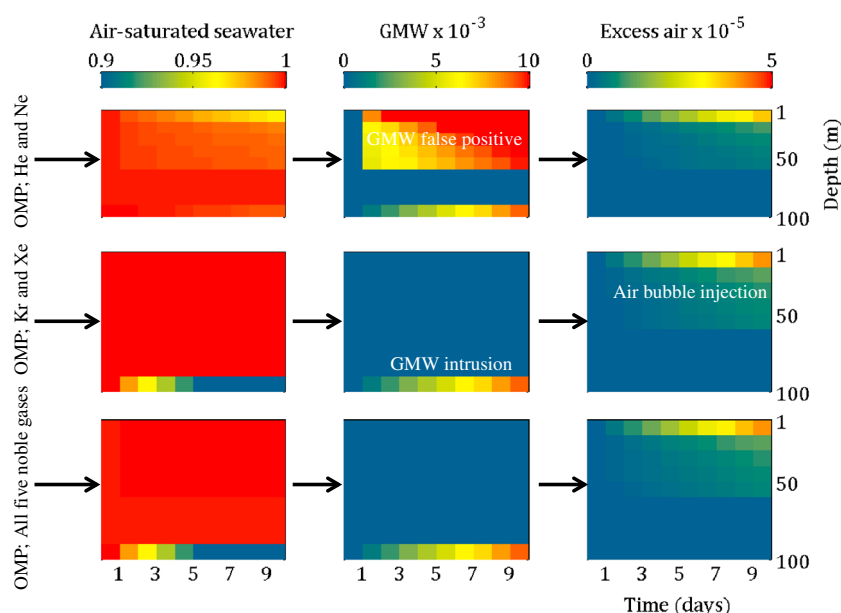 Air-saturated seawater
GMW x 10⁻³
Excess air x 10⁻⁵
0.9 0.95 1
0 5 10
0 5
OMP; He and Ne
GMW false positive
1
50
100
Depth (m)
OMP; Kr and Xe
GMW intrusion
Air bubble injection
1
50
100
OMP; All five noble gases
1
50
100
1 3 5 7 9
1 3 5 7 9
1 3 5 7 9
Time (days)